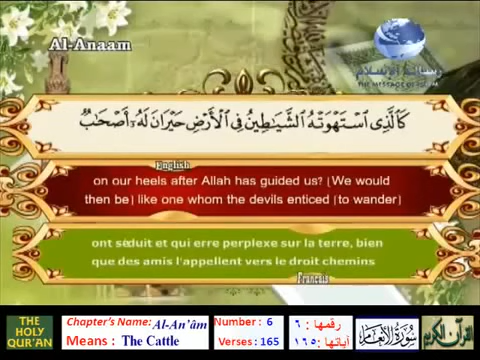 Al-Anaam
رسالة الإسلام
THE MESSAGE OF ISLAM
كَٱلَّذِى ٱسْتَهْوَتْهُ ٱلشَّيَـٰطِينُ فِى ٱلْأَرْضِ حَيْرَانَ لَهُۥٓ أَصْحَـٰبٌ
English
on our heels after Allah has guided us? (We would
then be) like one whom the devils enticed (to wander)
ont séduit et qui erre perplexe sur la terre, bien
que des amis l'appellent vers le droit chemins
Francais
THE HOLY QUR'AN
Chapter's Name: Al-An'âm
Means : The Cattle
Number : 6
Verses : 165
رقمها : ٦
آياتها : ١٦٥
سورة الأنعام
القرآن الكريم